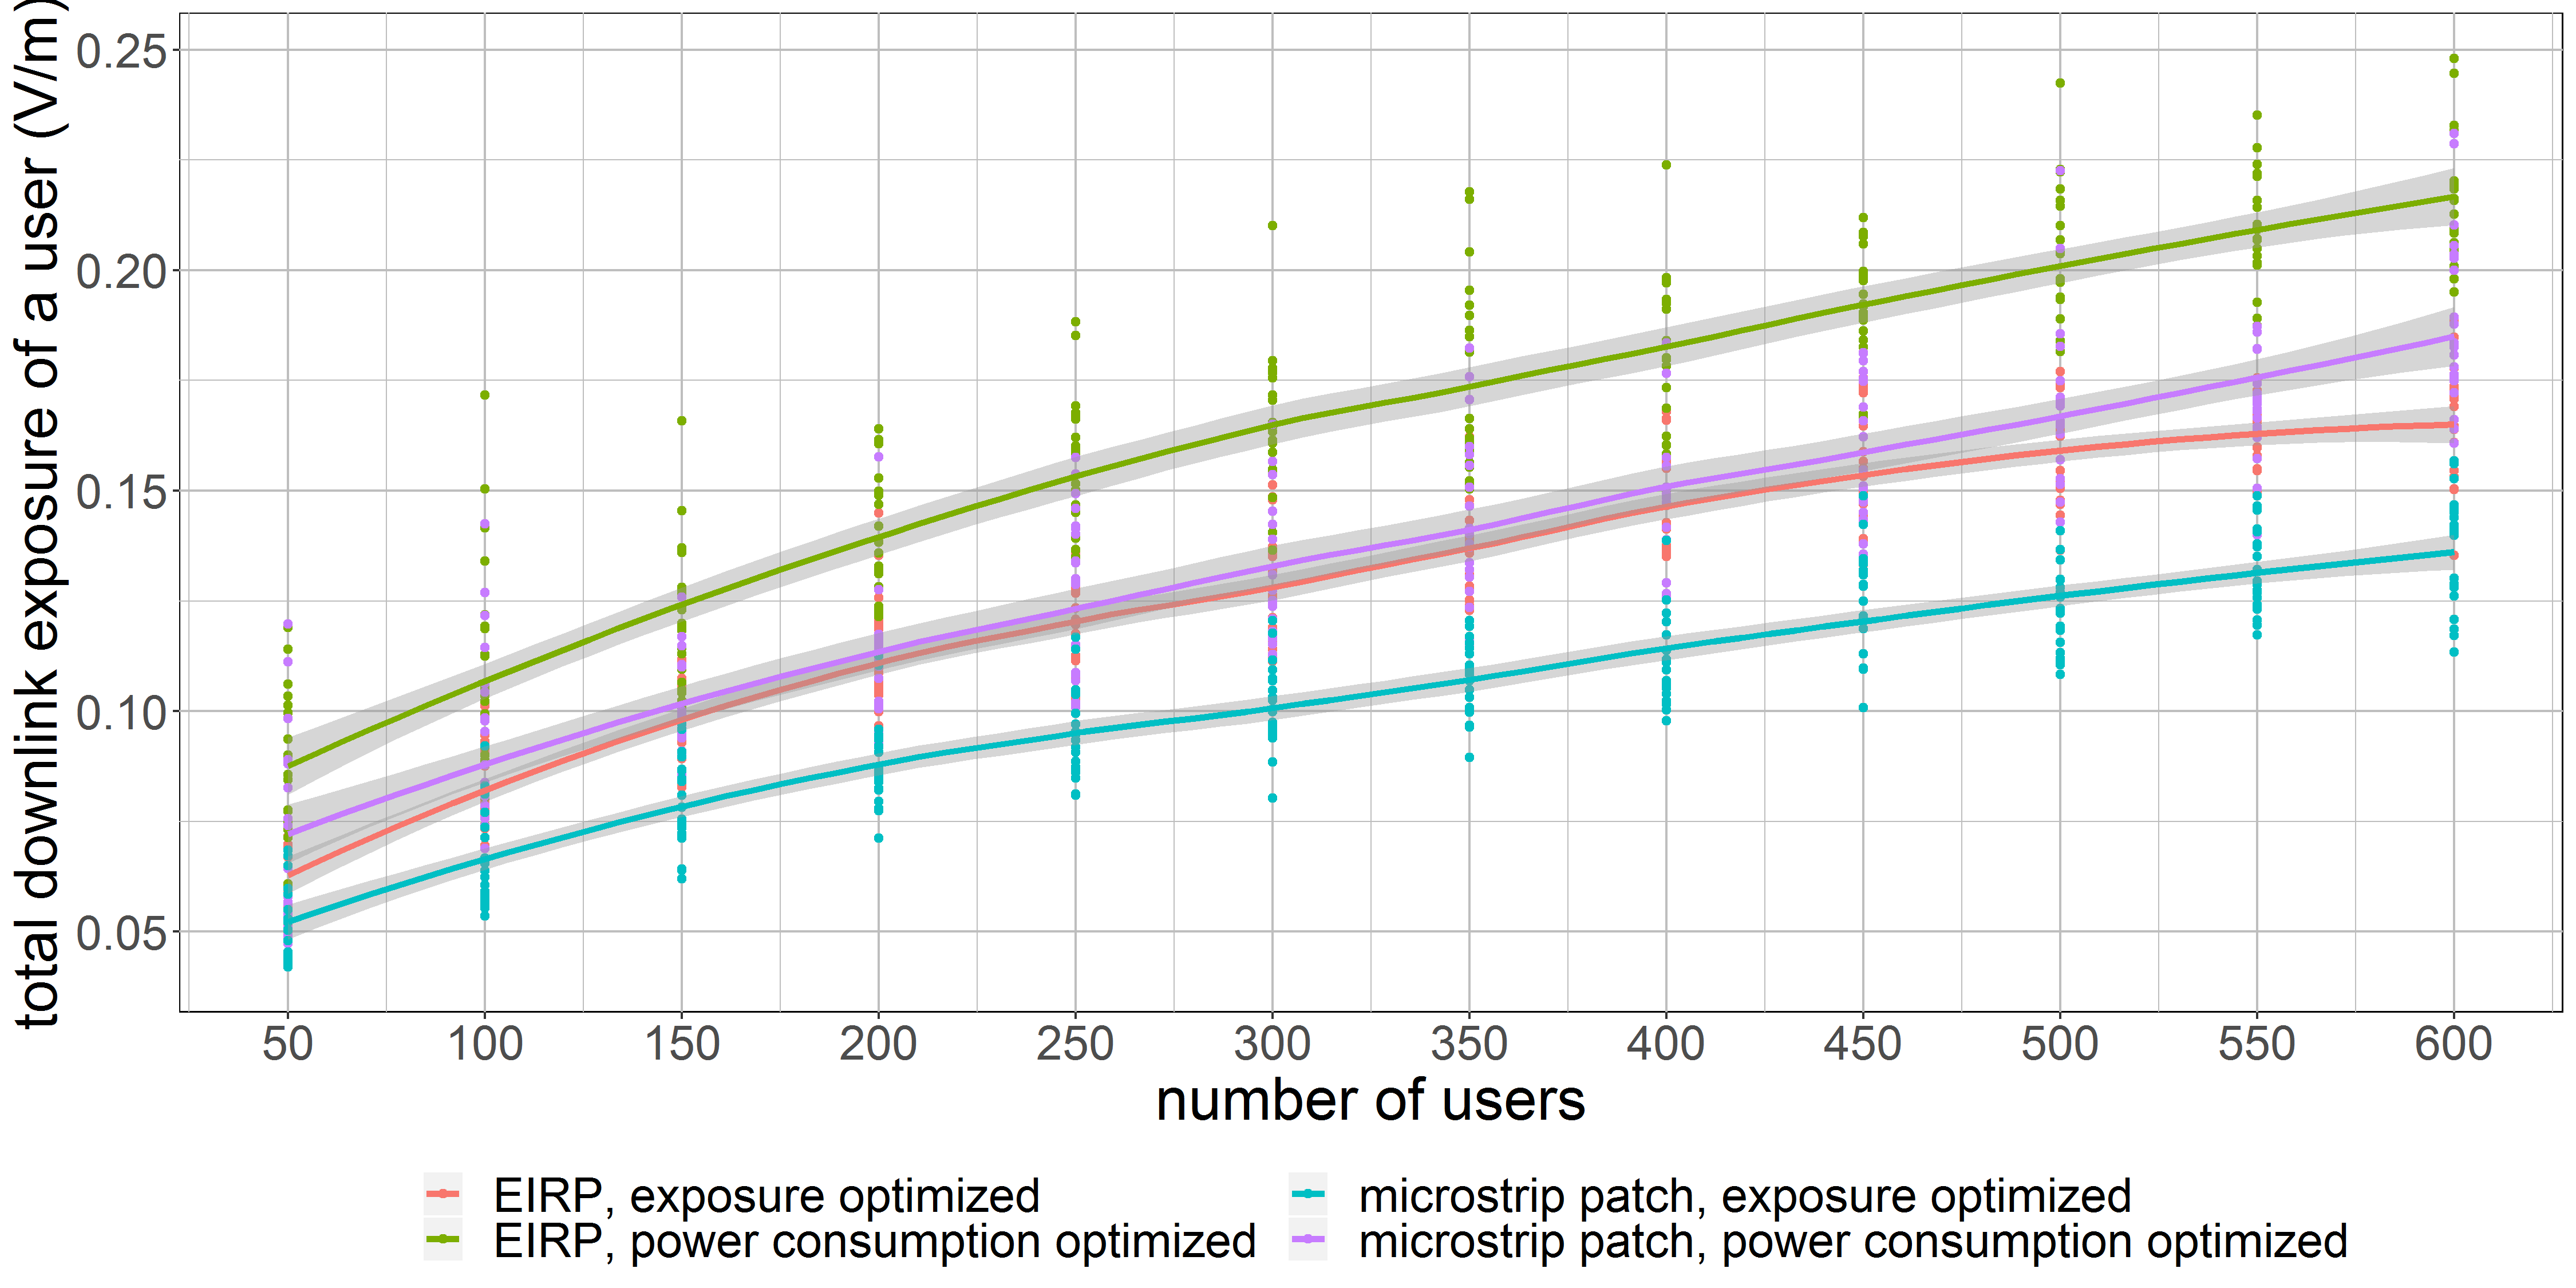 total downlink exposure of a user (V/m)
0.25
0.20
0.15
0.10
0.05
50 100 150 200 250 300 350 400 450 500 550 600
number of users
EIRP, exposure optimized
EIRP, power consumption optimized
microstrip patch, exposure optimized
microstrip patch, power consumption optimized